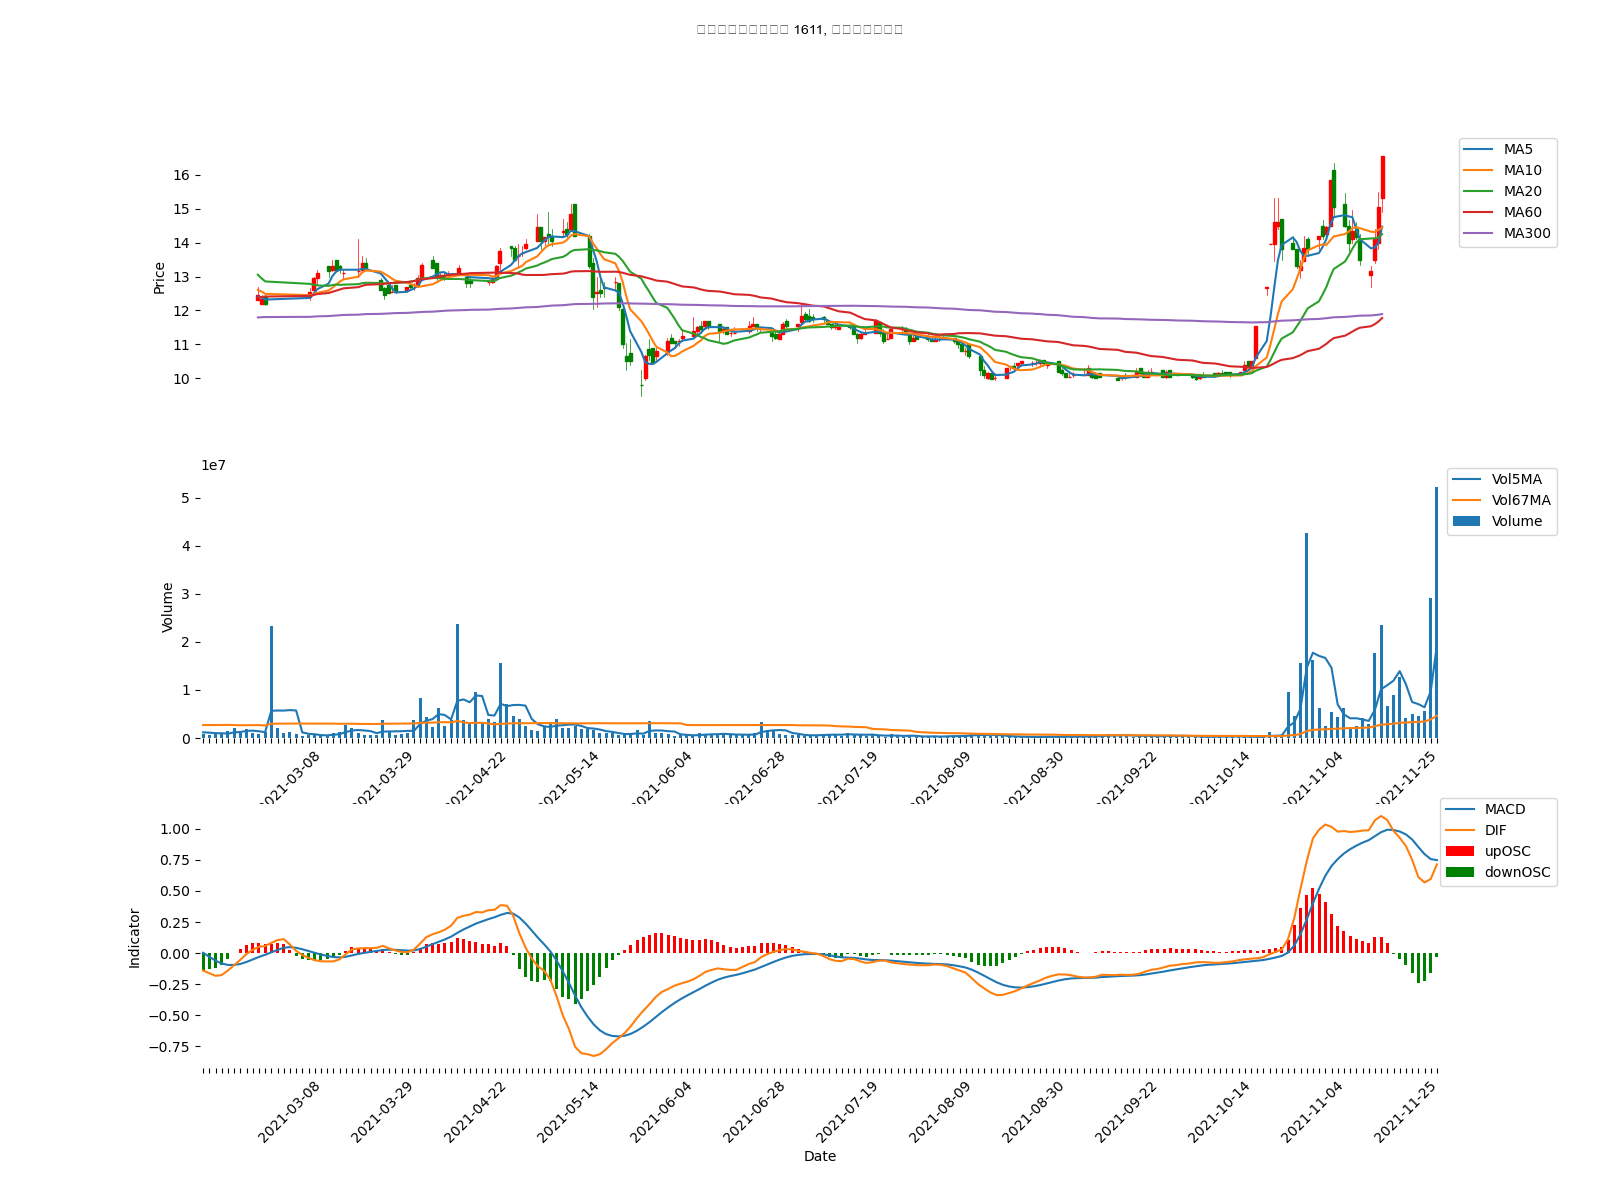 1611,
MA5
MA10
MA20
MA60
MA300
Price
16
15
14
13
12
11
10
1e7
Vol5MA
Vol67MA
Volume
Volume
5
4
3
2
1
0
2021-03-08 2021-03-29 2021-04-22 2021-05-14 2021-06-04 2021-06-28 2021-07-19 2021-08-09 2021-08-30 2021-09-22 2021-10-14 2021-11-04 2021-11-25
MACD
DIF
upOSC
downOSC
Indicator
1.00
0.75
0.50
0.25
0.00
−0.25
−0.50
−0.75
2021-03-08 2021-03-29 2021-04-22 2021-05-14 2021-06-04 2021-06-28 2021-07-19 2021-08-09 2021-08-30 2021-09-22 2021-10-14 2021-11-04 2021-11-25
Date